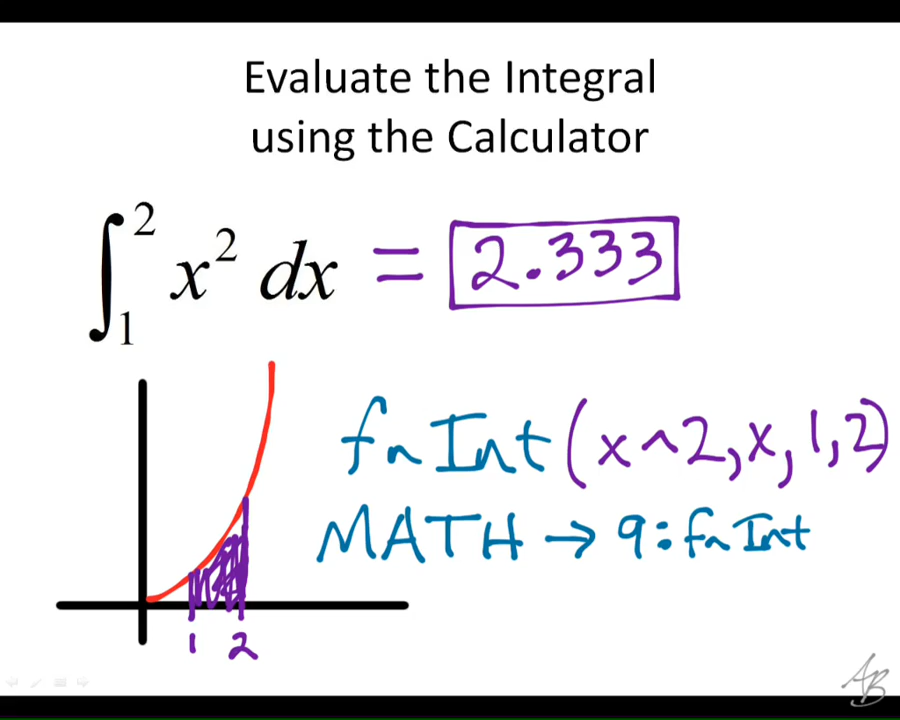 Evaluate the Integral
using the Calculator
∫₁² x² dx = 2.333
fnInt(x^2,x,1,2)
MATH → 9:fnInt
1 2
AB